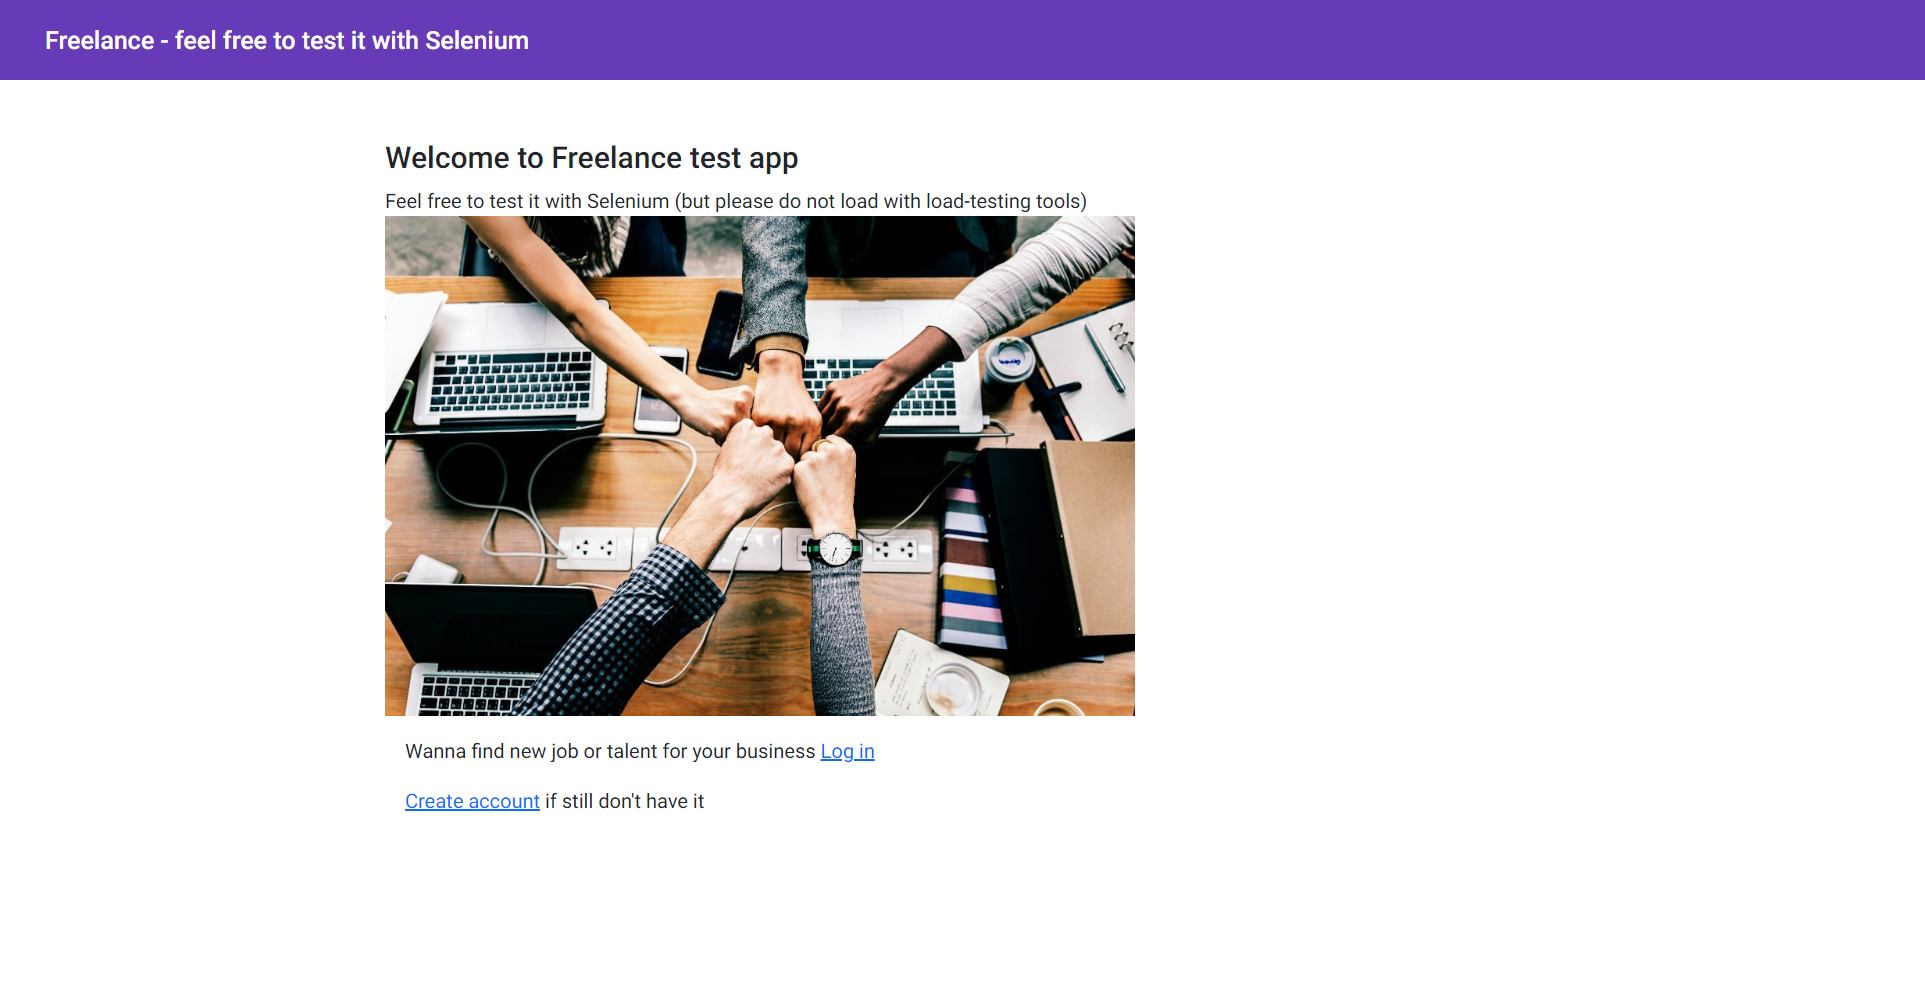 Freelance - feel free to test it with Selenium
Welcome to Freelance test app
Feel free to test it with Selenium (but please do not load with load-testing tools)
Wanna find new job or talent for your business Log in
Create account if still don't have it